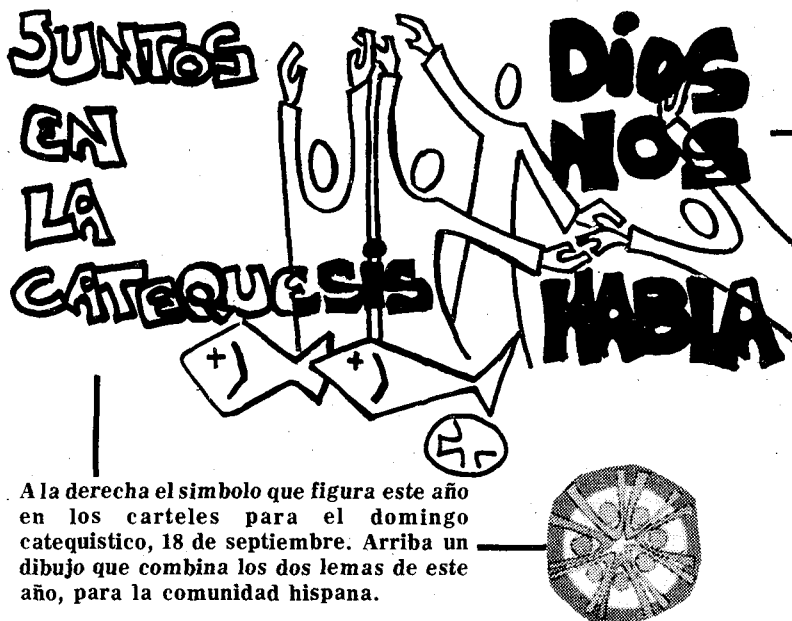 JUNTOS
EN
LA
CATEQUESIS
DiOS
NOS
HABLA
A la derecha el simbolo que figura este año
en los carteles para el domingo
catequistico, 18 de septiembre. Arriba un
dibujo que combina los dos lemas de este
año, para la comunidad hispana.